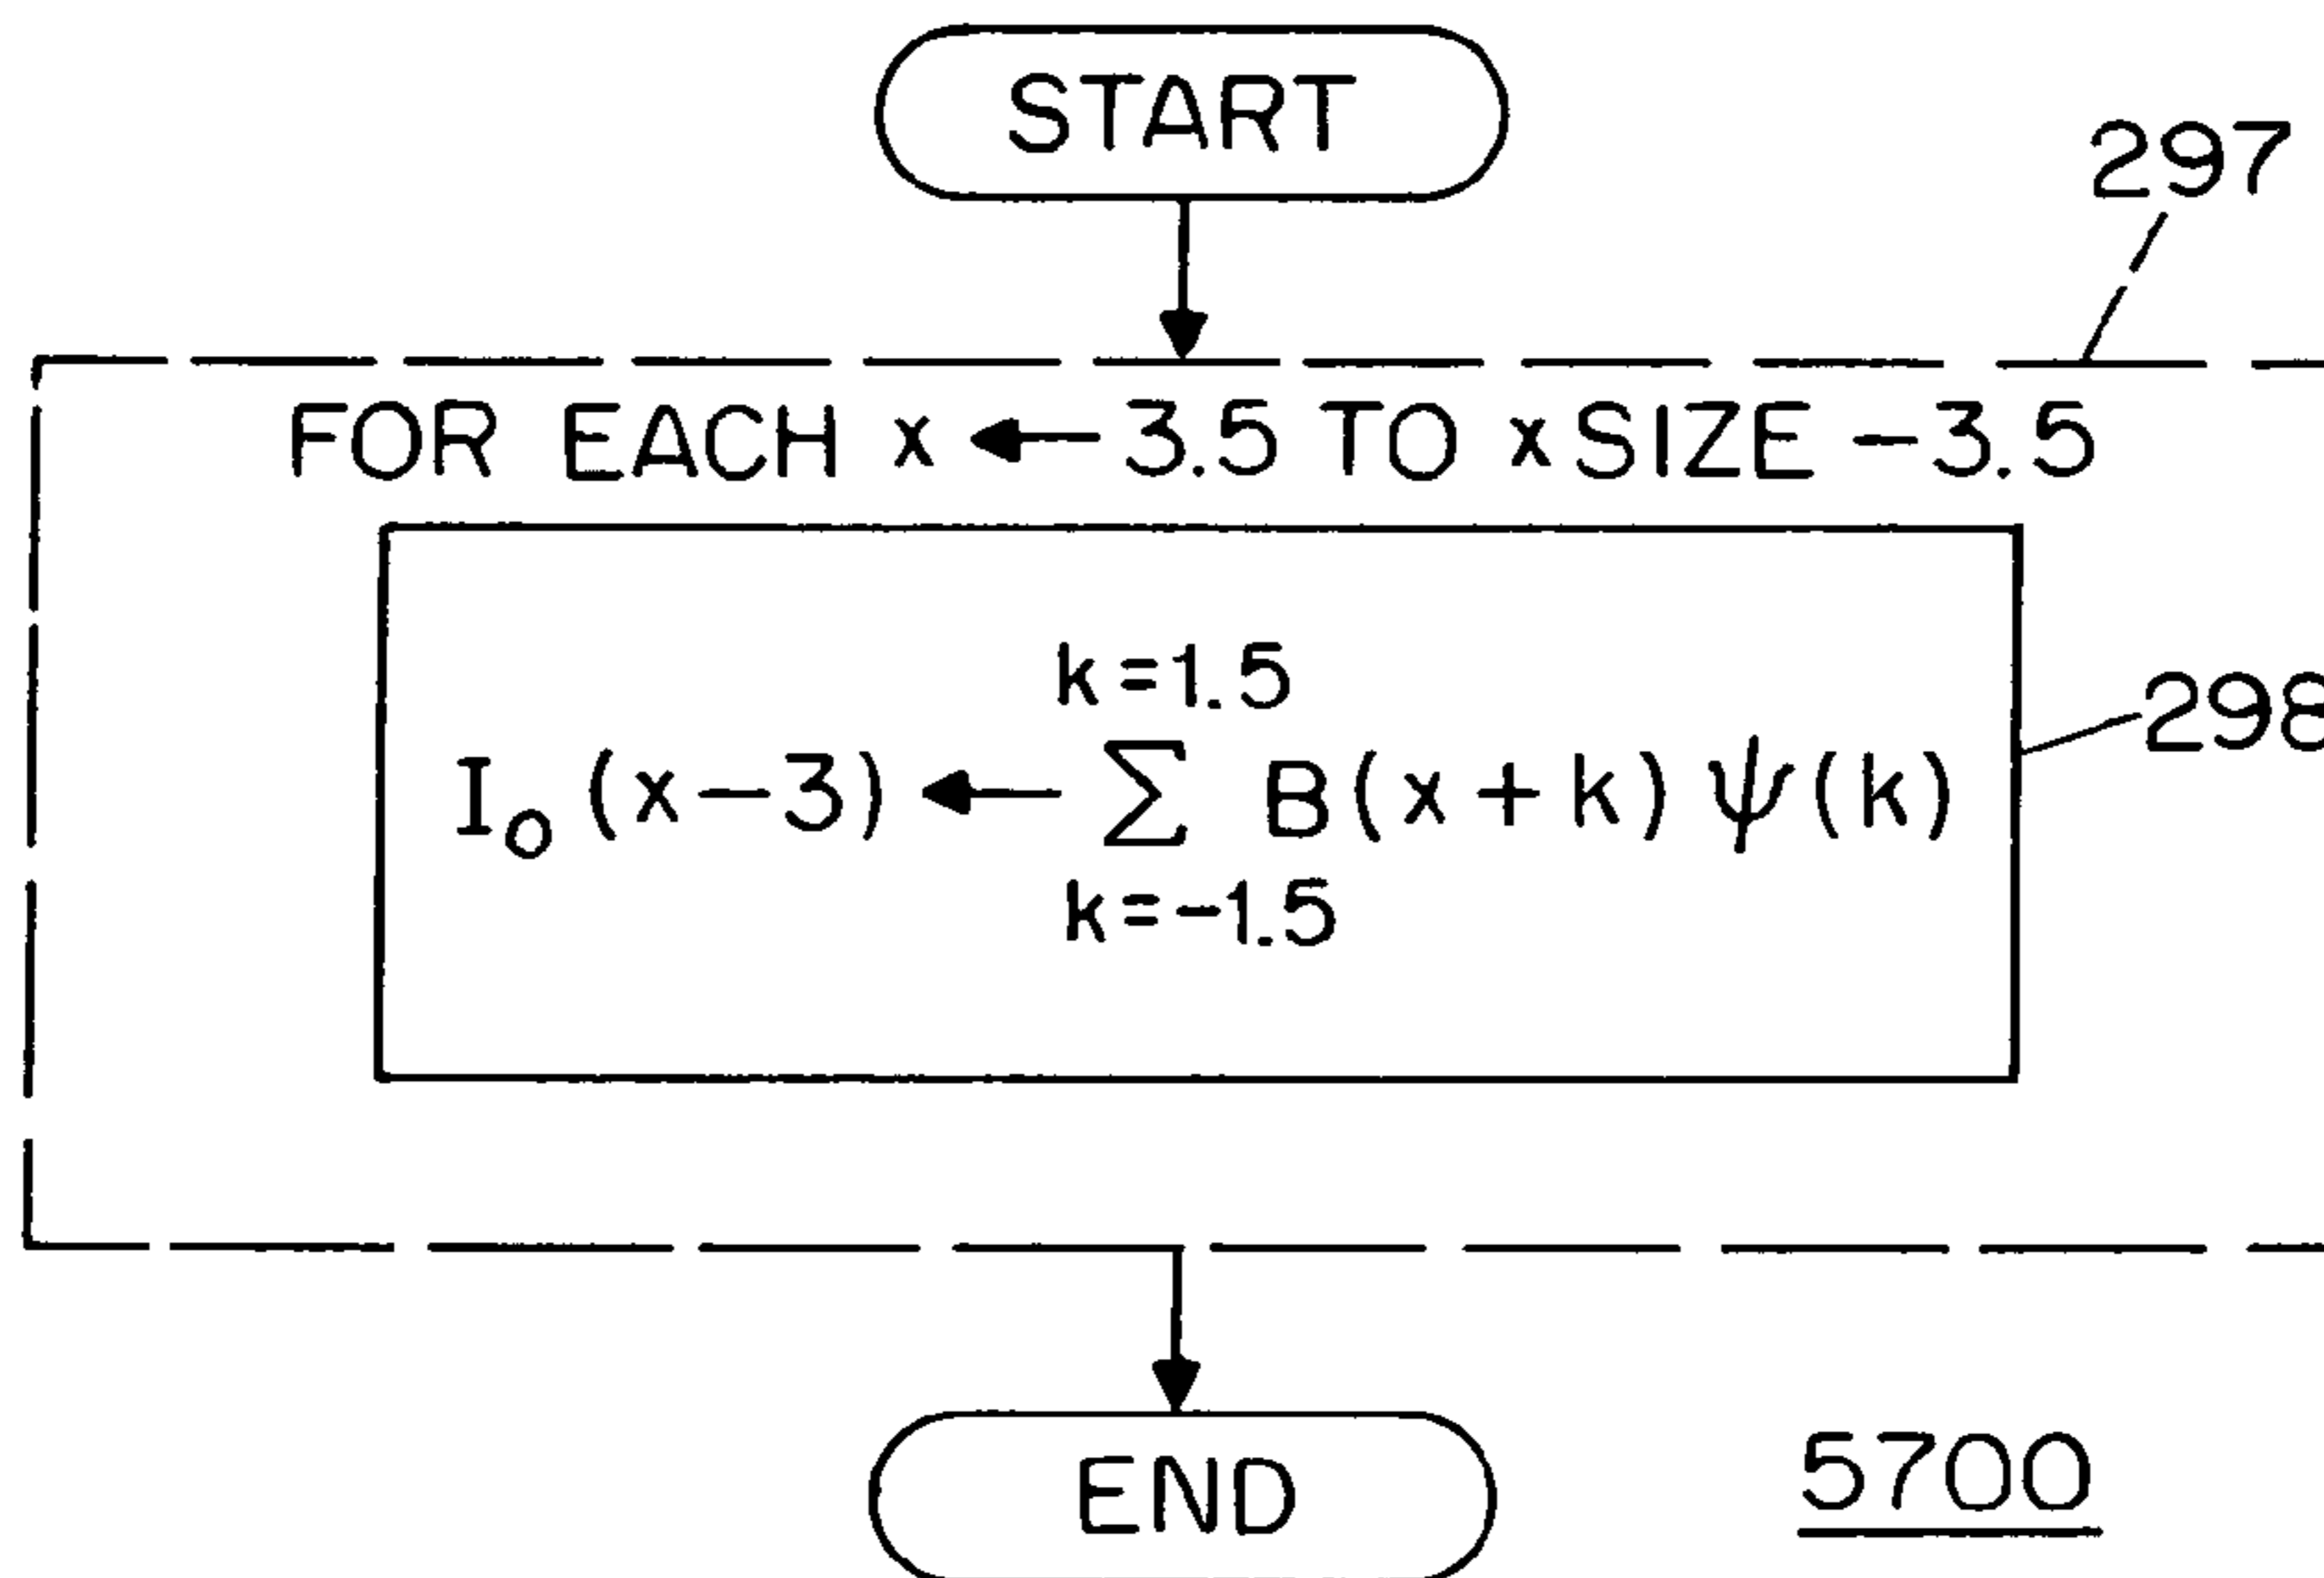 START
297
FOR EACH x ← 3.5 TO xSIZE −3.5
k=1.5
I₀ (x−3) ← ∑ B(x+k) ψ(k)
k=−1.5
298
END
5700